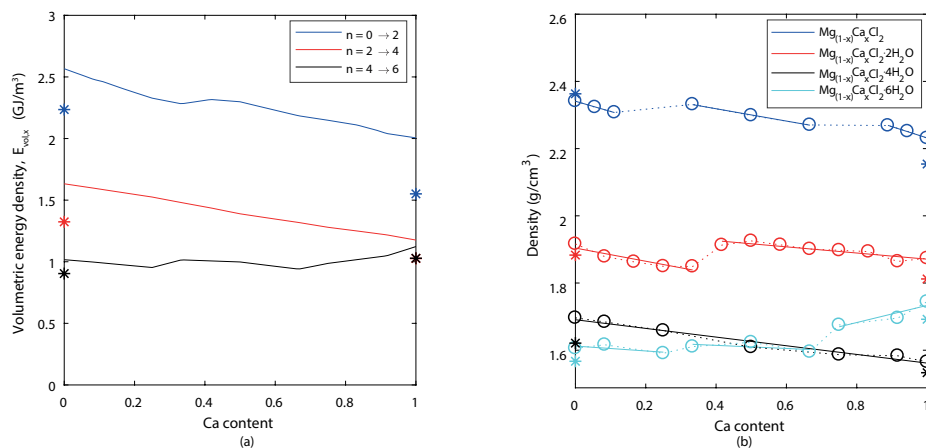 (a)
3
2.5
2
1.5
1
0.5
0
Volumetric energy density, E_vol,x (GJ/m³)
n = 0 → 2
n = 2 → 4
n = 4 → 6
0 0.2 0.4 0.6 0.8 1
Ca content
(a)
(b)
2.6
2.4
2.2
2
1.9
1.8
1.6
Density (g/cm³)
Mg(1-x)CaxCl2
Mg(1-x)CaxCl2·2H2O
Mg(1-x)CaxCl2·4H2O
Mg(1-x)CaxCl2·6H2O
0 0.2 0.4 0.6 0.8 1
Ca content
(b)